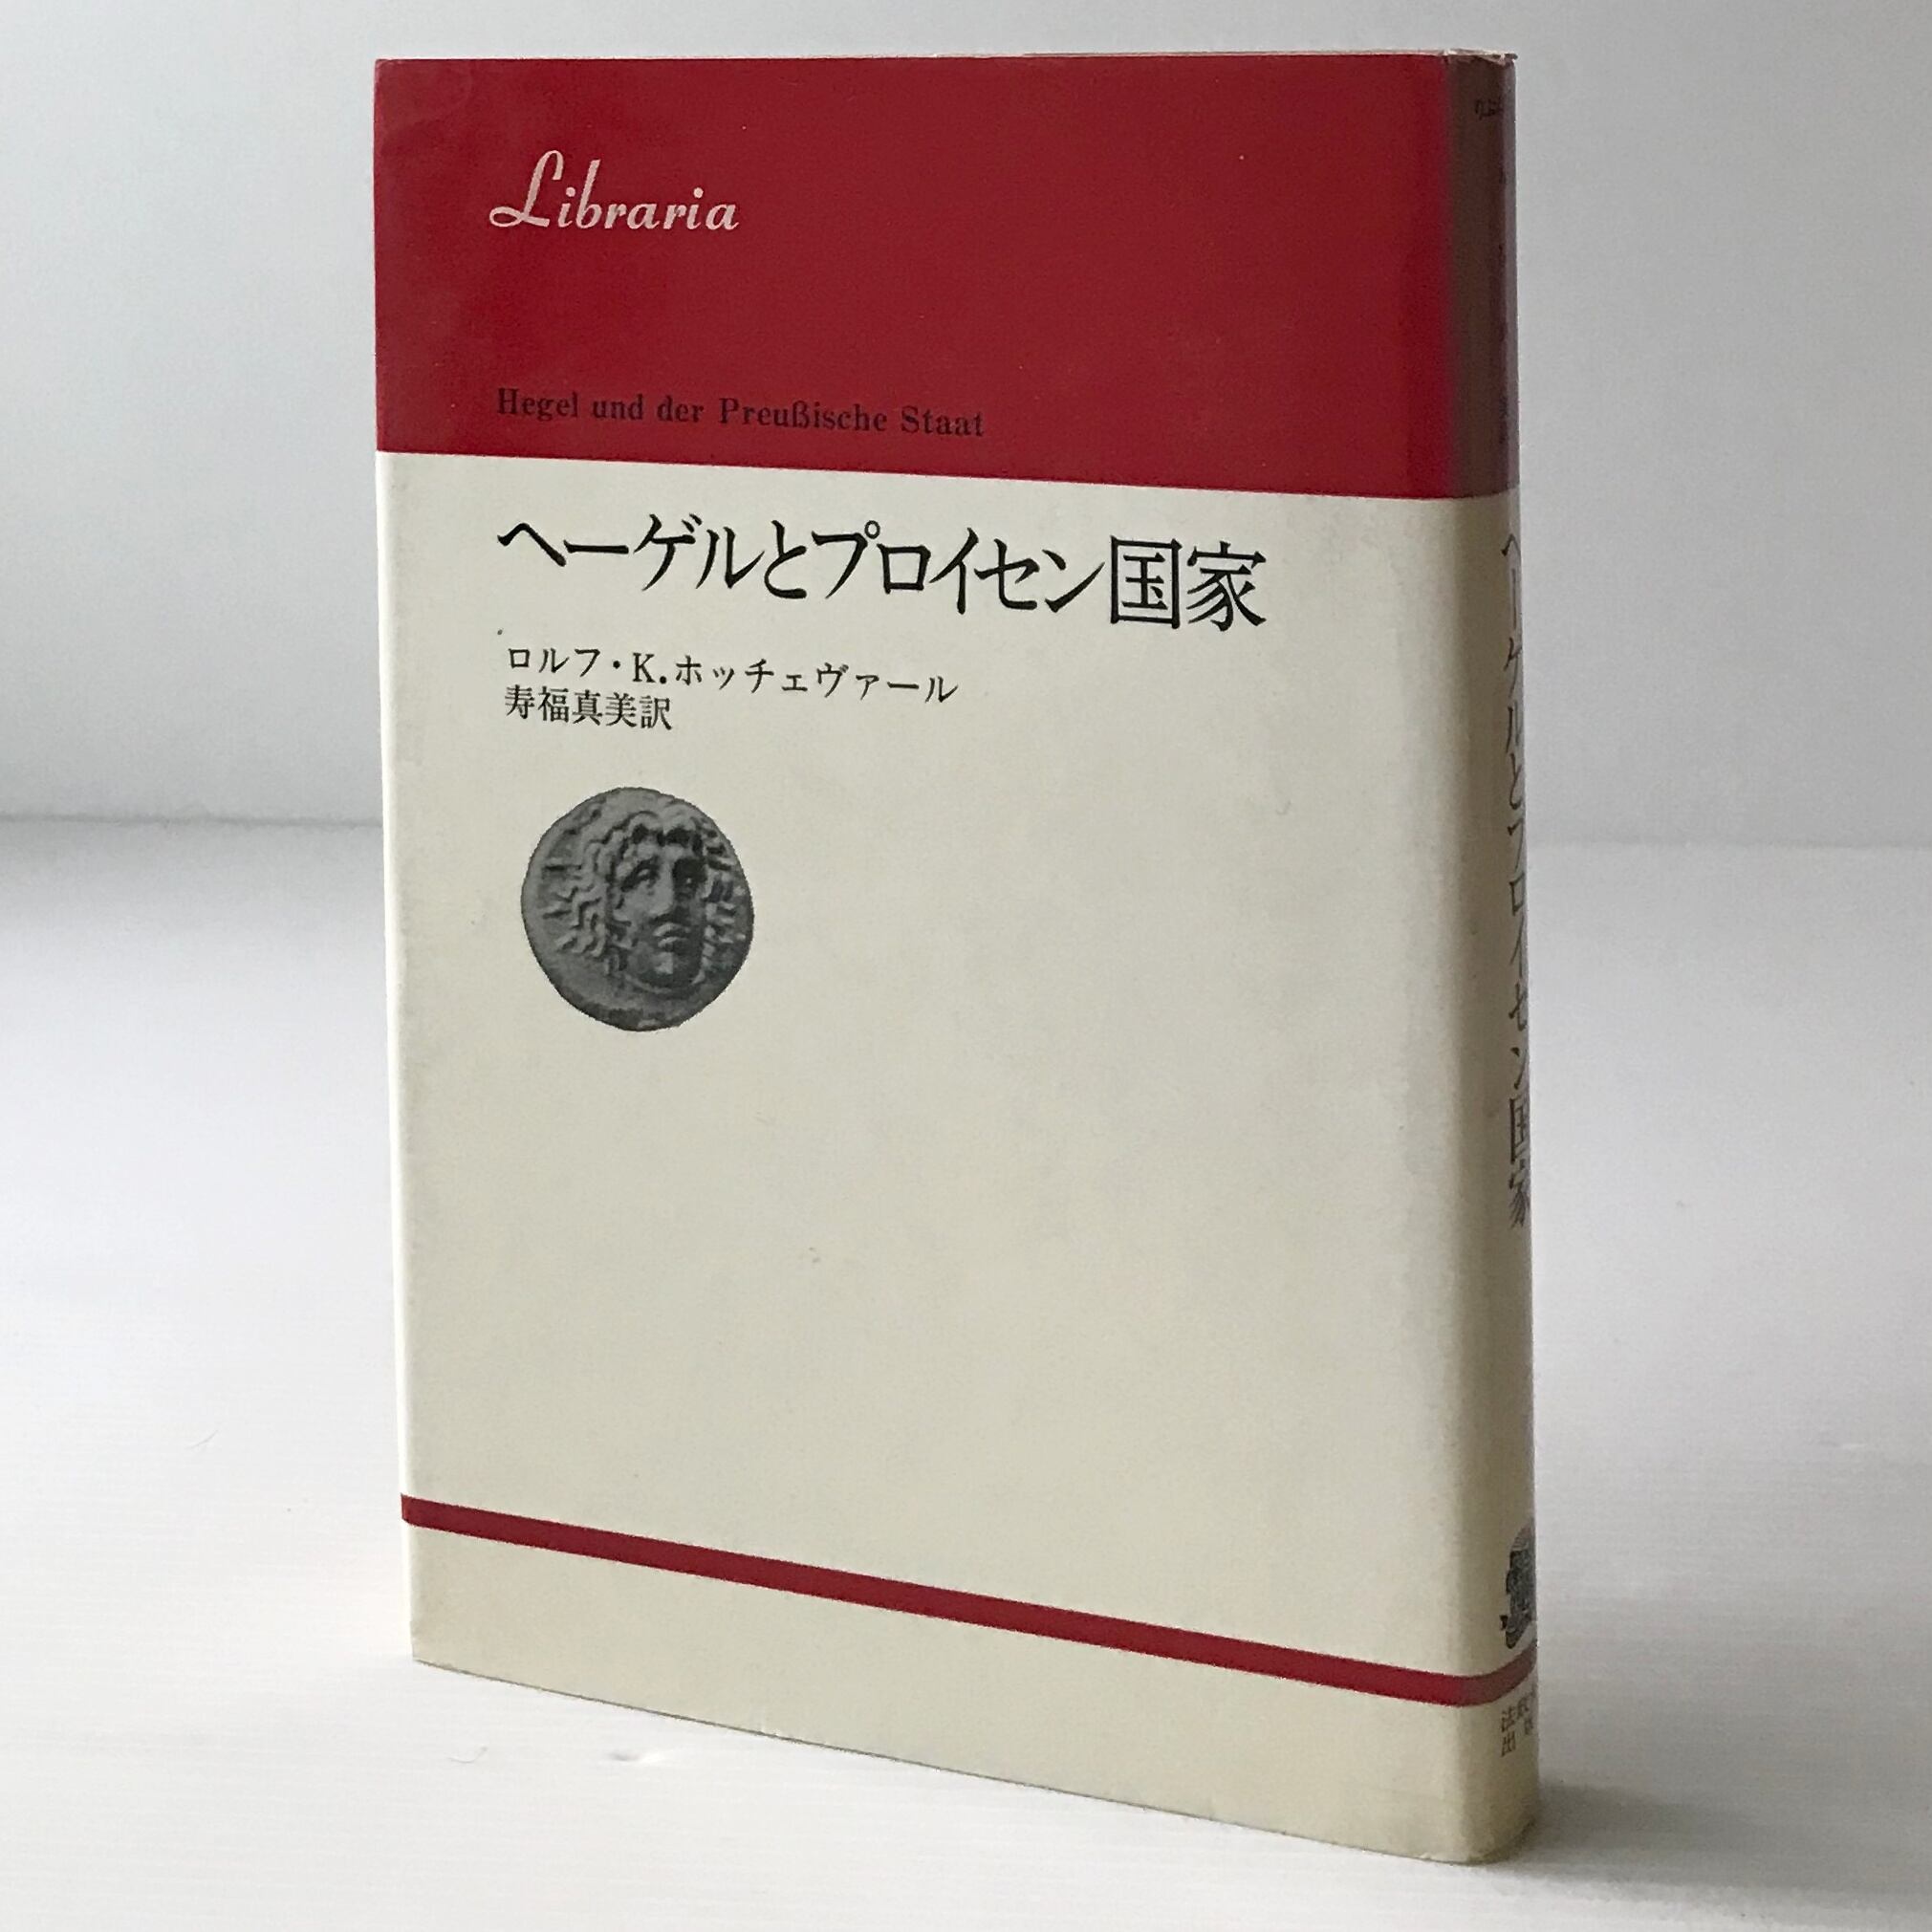 Libraria
Hegel und der Preußische Staat
ヘーゲルとプロイセン国家
ロルフ・K.ホッチェヴァール
寿福真美訳
ヘーゲルとプロイセン国家